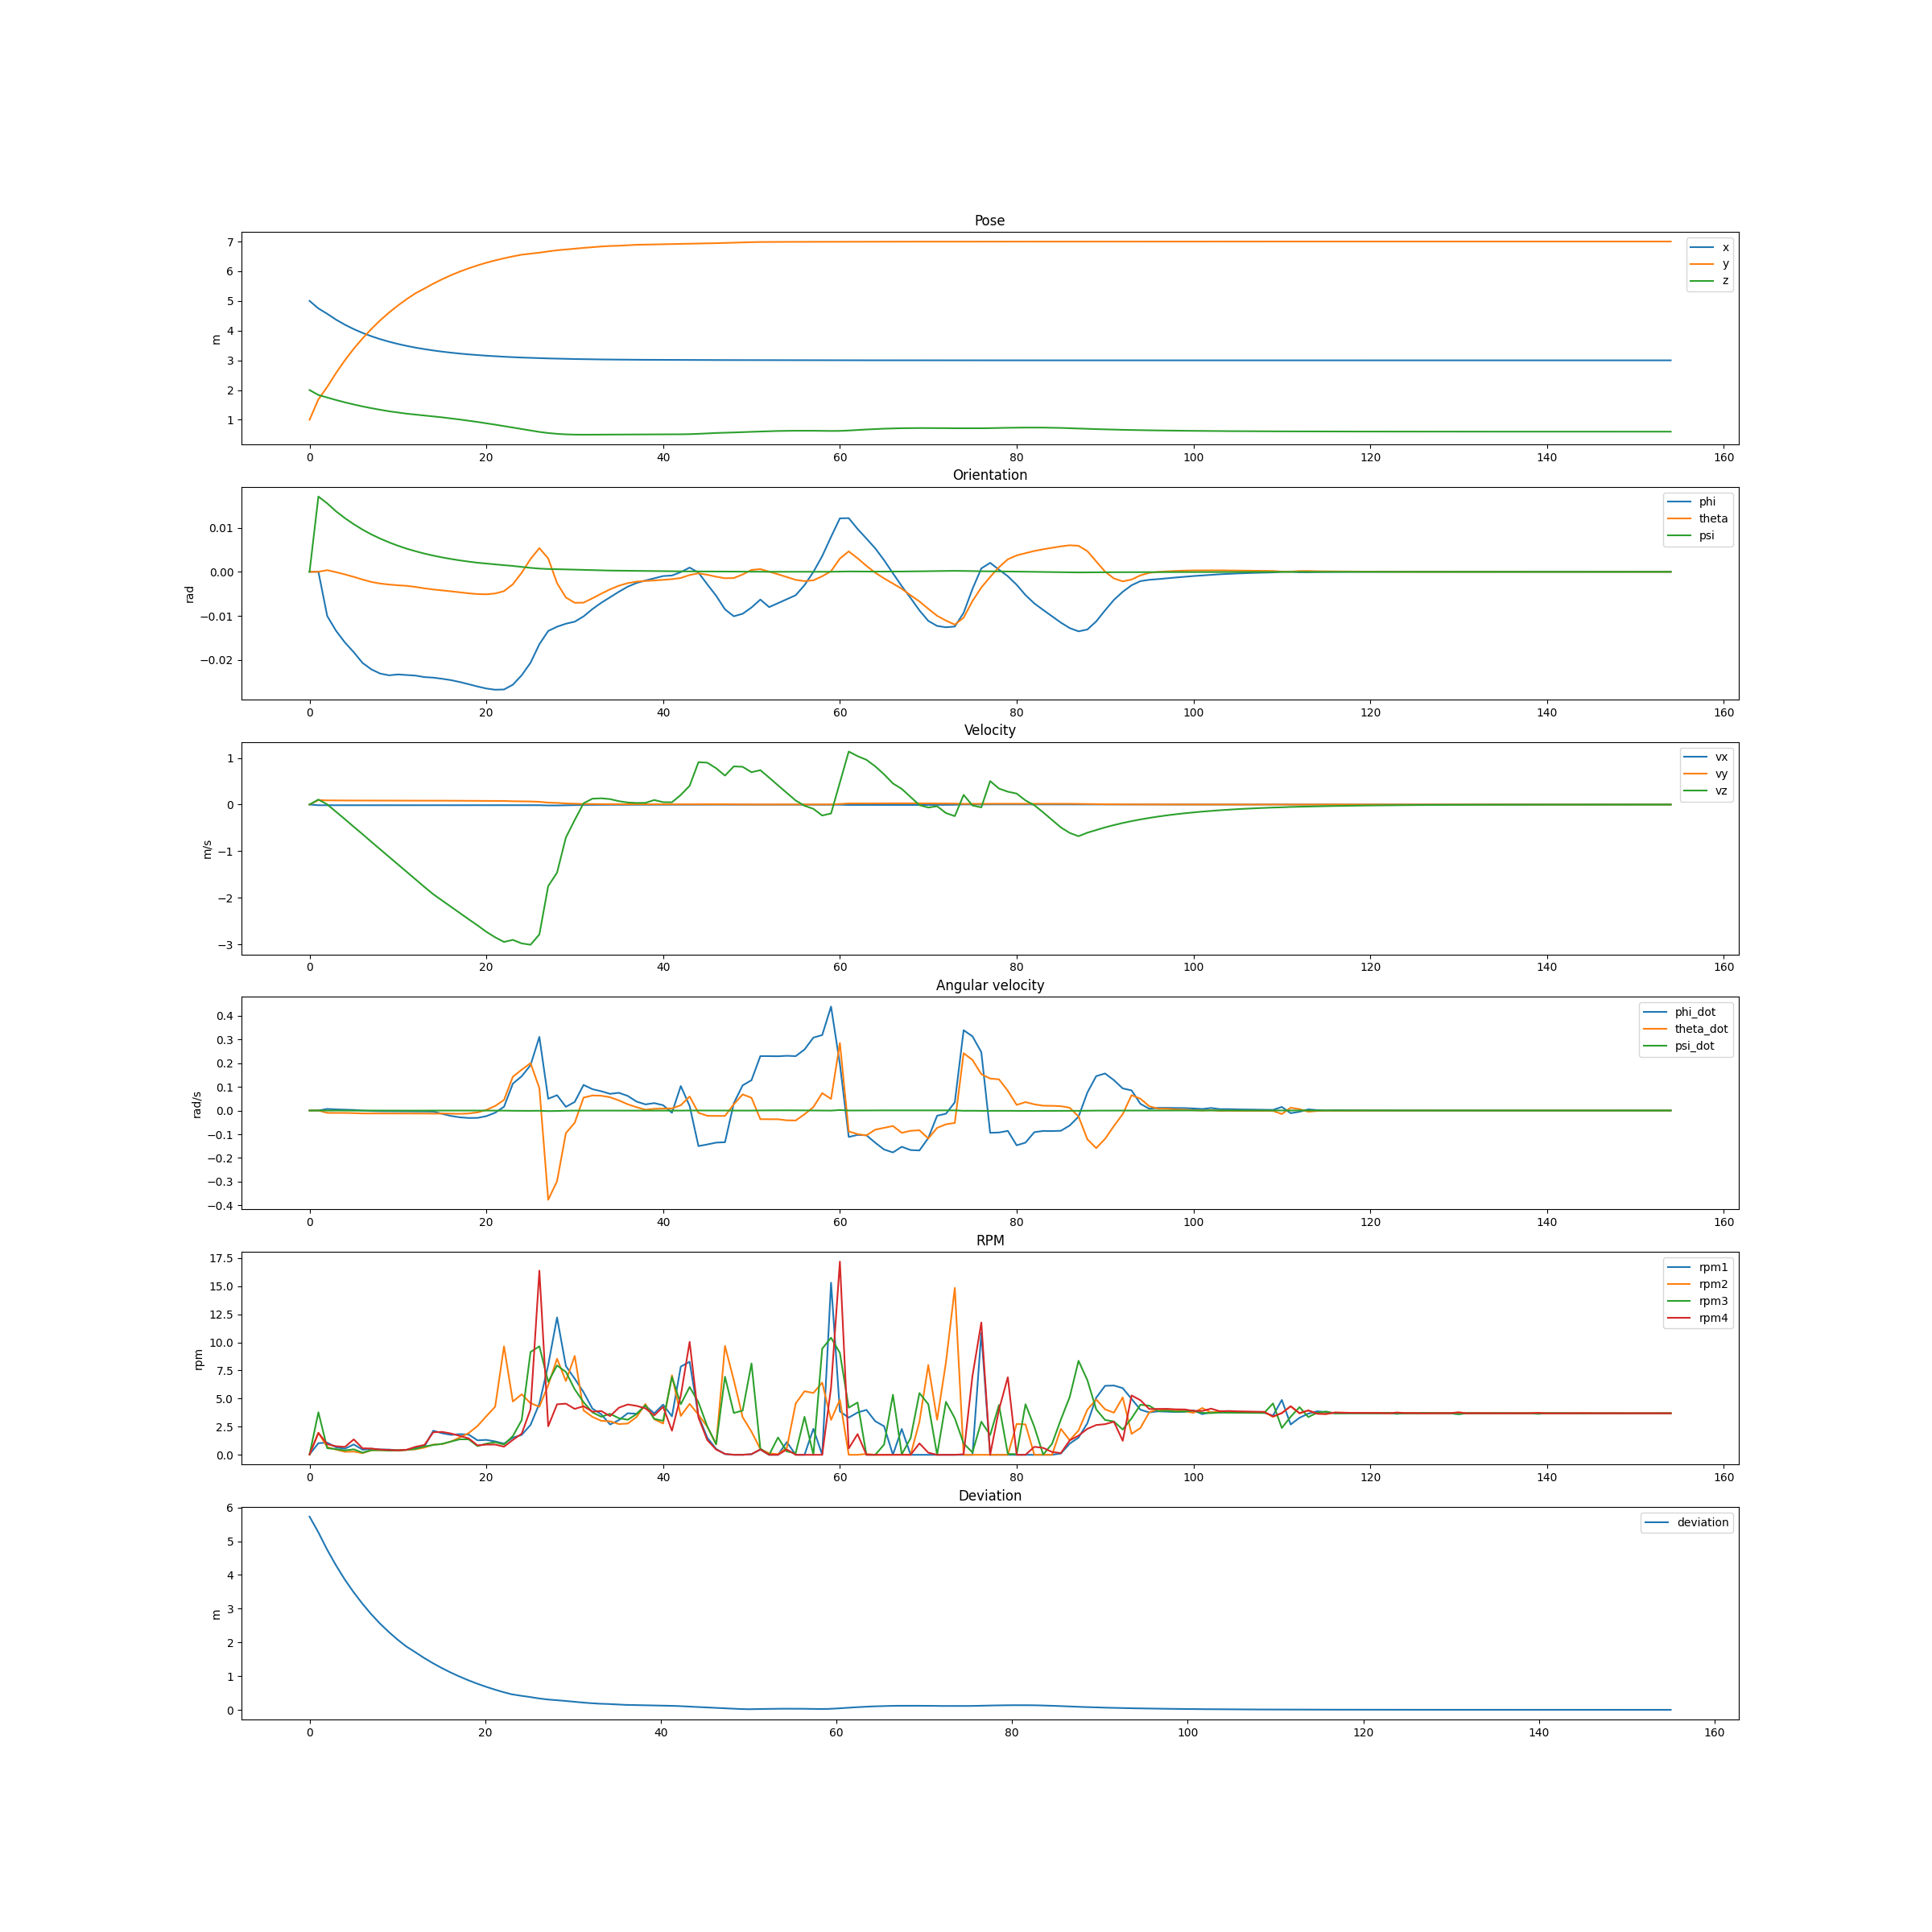 Pose
7
6
5
4
3
2
1
m
x
y
z
0 20 40 60 80 100 120 140 160
Orientation
0.01
0.00
−0.01
−0.02
rad
phi
theta
psi
0 20 40 60 80 100 120 140 160
Velocity
1
0
−1
−2
−3
m/s
vx
vy
vz
0 20 40 60 80 100 120 140 160
Angular velocity
0.4
0.3
0.2
0.1
0.0
−0.1
−0.2
−0.3
−0.4
rad/s
phi_dot
theta_dot
psi_dot
0 20 40 60 80 100 120 140 160
RPM
17.5
15.0
12.5
10.0
7.5
5.0
2.5
0.0
rpm
rpm1
rpm2
rpm3
rpm4
0 20 40 60 80 100 120 140 160
Deviation
6
5
4
3
2
1
0
m
deviation
0 20 40 60 80 100 120 140 160